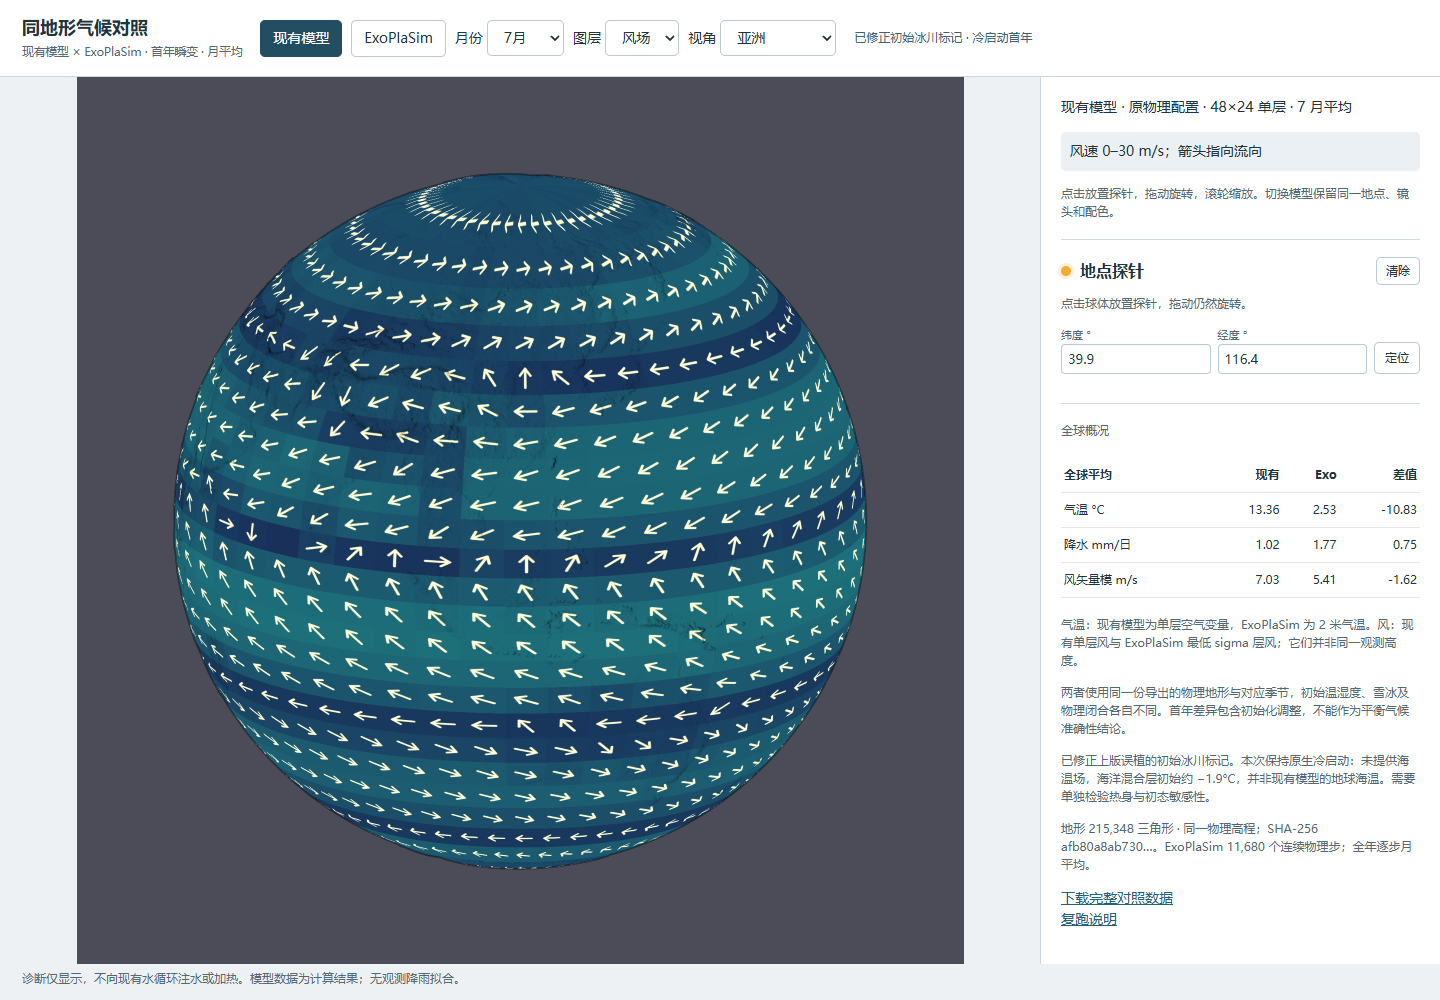 同地形气候对照
现有模型 × ExoPlaSim · 首年瞬变 · 月平均
现有模型
ExoPlaSim
月份
7月
图层
风场
视角
亚洲
已修正初始冰川标记 · 冷启动首年
现有模型 · 原物理配置 · 48×24 单层 · 7 月平均
风速 0–30 m/s；箭头指向流向
点击放置探针，拖动旋转，滚轮缩放。切换模型保留同一地点、镜
头和配色。
地点探针
清除
点击球体放置探针，拖动仍然旋转。
纬度 °
经度 °
39.9
116.4
定位
全球概况
全球平均 现有 Exo 差值
气温 °C 13.36 2.53 -10.83
降水 mm/日 1.02 1.77 0.75
风矢量模 m/s 7.03 5.41 -1.62
气温：现有模型为单层空气变量，ExoPlaSim 为 2 米气温。风：现
有单层风与 ExoPlaSim 最低 sigma 层风；它们并非同一观测高
度。
两者使用同一份导出的物理地形与对应季节，初始温湿度、雪冰及
物理闭合各自不同。首年差异包含初始化调整，不能作为平衡气候
准确性结论。
已修正上版误植的初始冰川标记。本次保持原生冷启动：未提供海
温场，海洋混合层初始约 −1.9°C，并非现有模型的地球海温。需要
单独检验热身与初态敏感性。
地形 215,348 三角形 · 同一物理高程；SHA-256
afb80a8ab730…。ExoPlaSim 11,680 个连续物理步；全年逐步月
平均。
下载完整对照数据
复跑说明
诊断仅显示，不向现有水循环注水或加热。模型数据为计算结果；无观测降雨拟合。